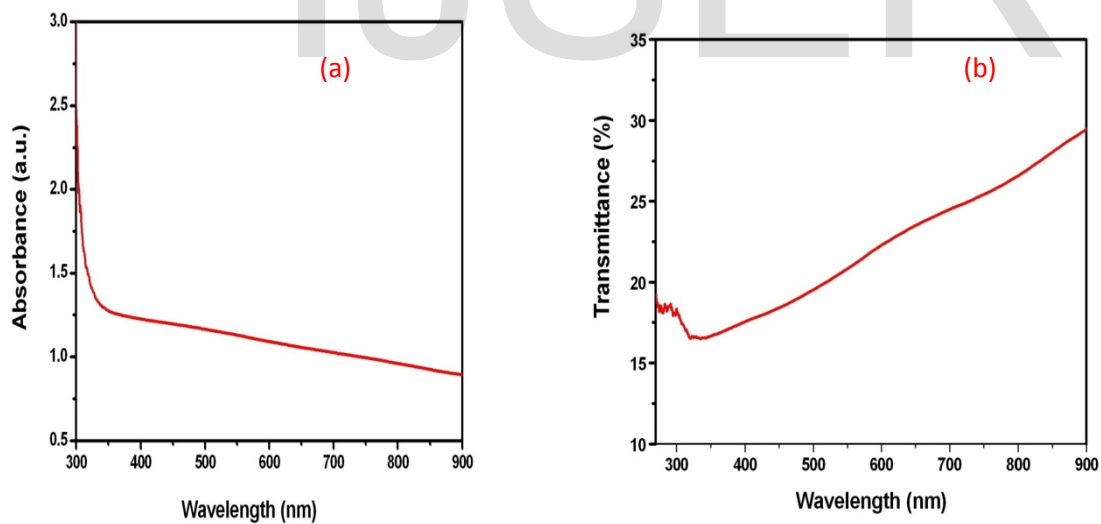 IJSER
(a)
3.0
2.5
2.0
1.5
1.0
0.5
Absorbance (a.u.)
300 400 500 600 700 800 900
Wavelength (nm)
(b)
35
30
25
20
15
10
Transmittance (%)
300 400 500 600 700 800 900
Wavelength (nm)